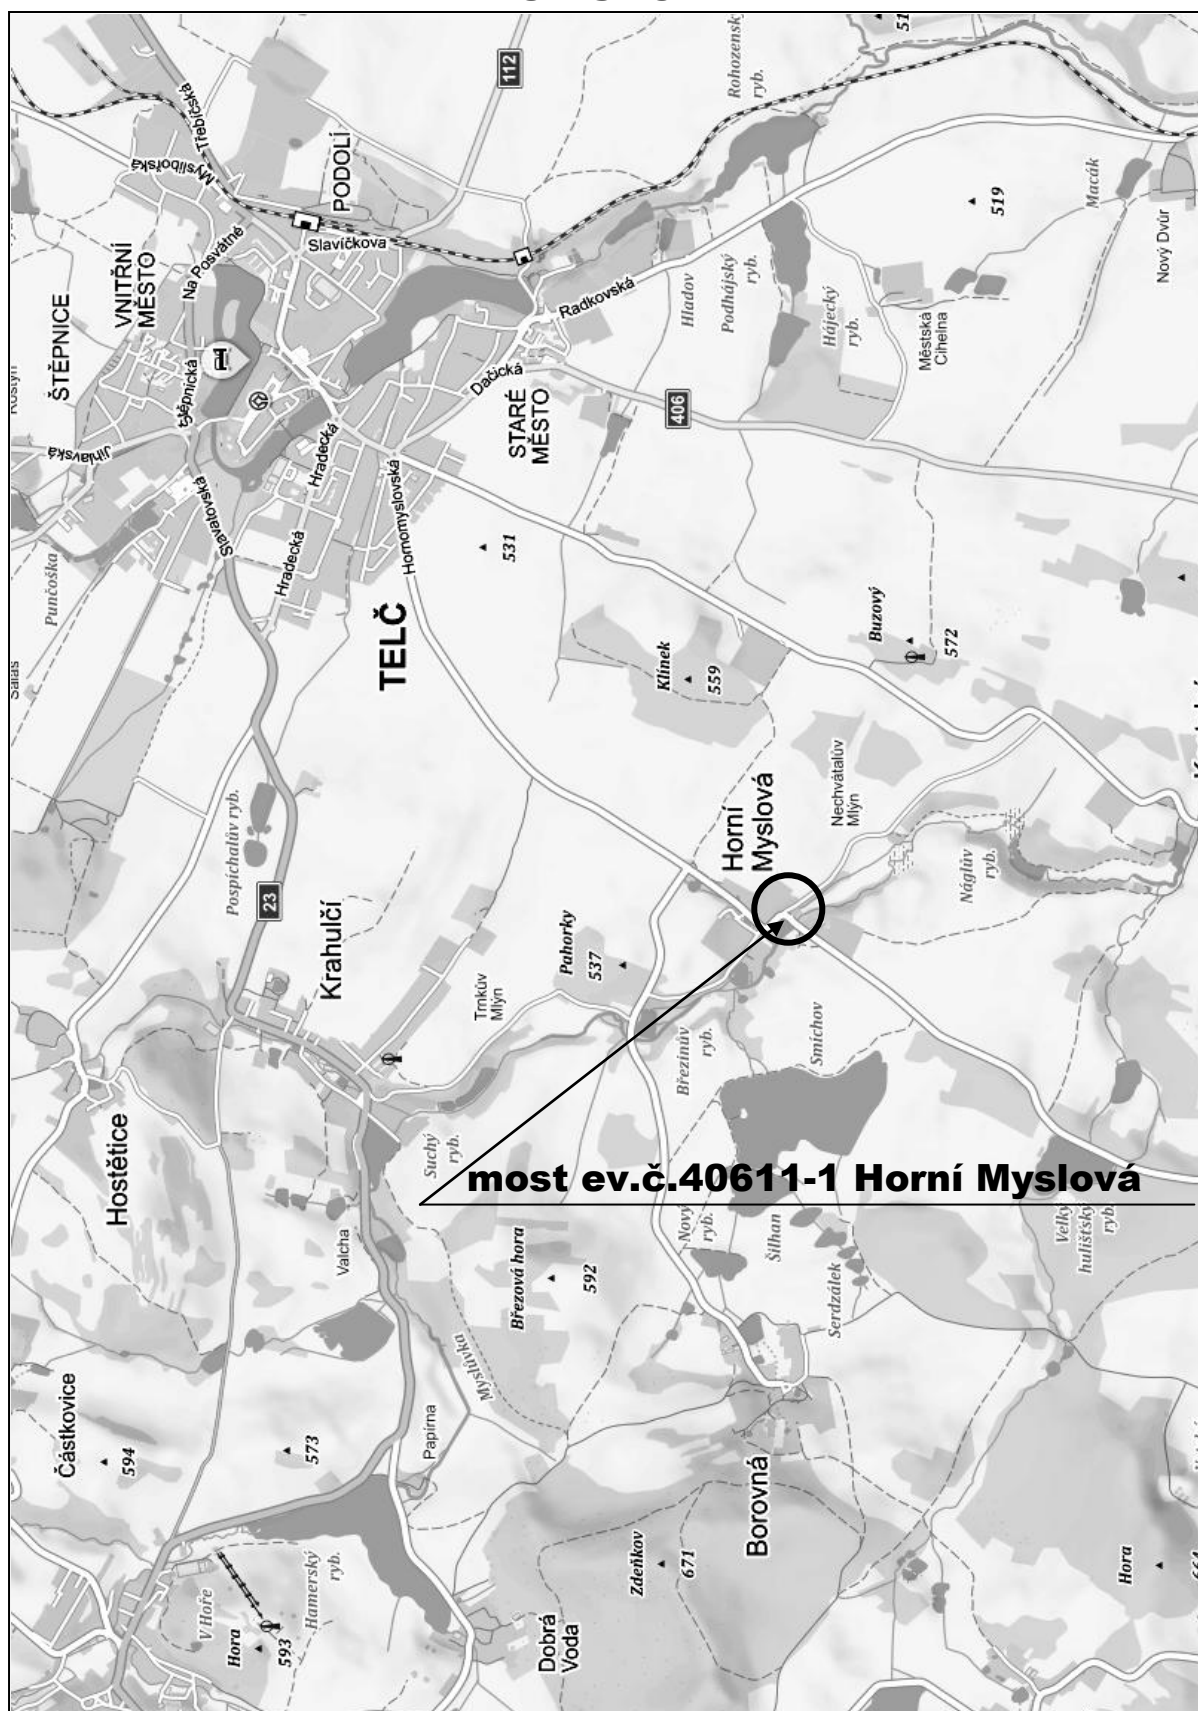 most ev.č.40611-1 Horní Myslová
TELČ
ŠTĚPNICE
VNITŘNÍ
MĚSTO
PODOLÍ
STARÉ
MĚSTO
Třebíčská
Myslibořská
Na Posvátné
Slavíčkova
Štěpnická
Jihlavská
Slavatovská
Hradecká
Hradecká
Hornomyslovská
Dačická
Radkovská
112
406
23
Rohozenský
ryb.
Hladov
Podhájský
ryb.
Hájecký
ryb.
Městská
Cihelna
519
Macák
Nový Dvůr
Punčoška
531
Klínek
559
Buzový
572
Horní
Myslová
Nechvátalův
Mlýn
Náglův
ryb.
Pospíchalův ryb.
Krahulčí
Hostětice
Trnkův
Mlýn
Pahorky
537
Březinův
ryb.
Smíchov
Suchý
ryb.
Valcha
Březová hora
592
Nový
ryb.
Šilhan
Serdzálek
Velký
hulišťský
ryb.
Myslůvka
Papírna
Částkovice
594
573
Borovná
Zdeňkov
671
Dobrá
Voda
V Hoře
Hamerský
ryb.
Hora
593
Hora
664